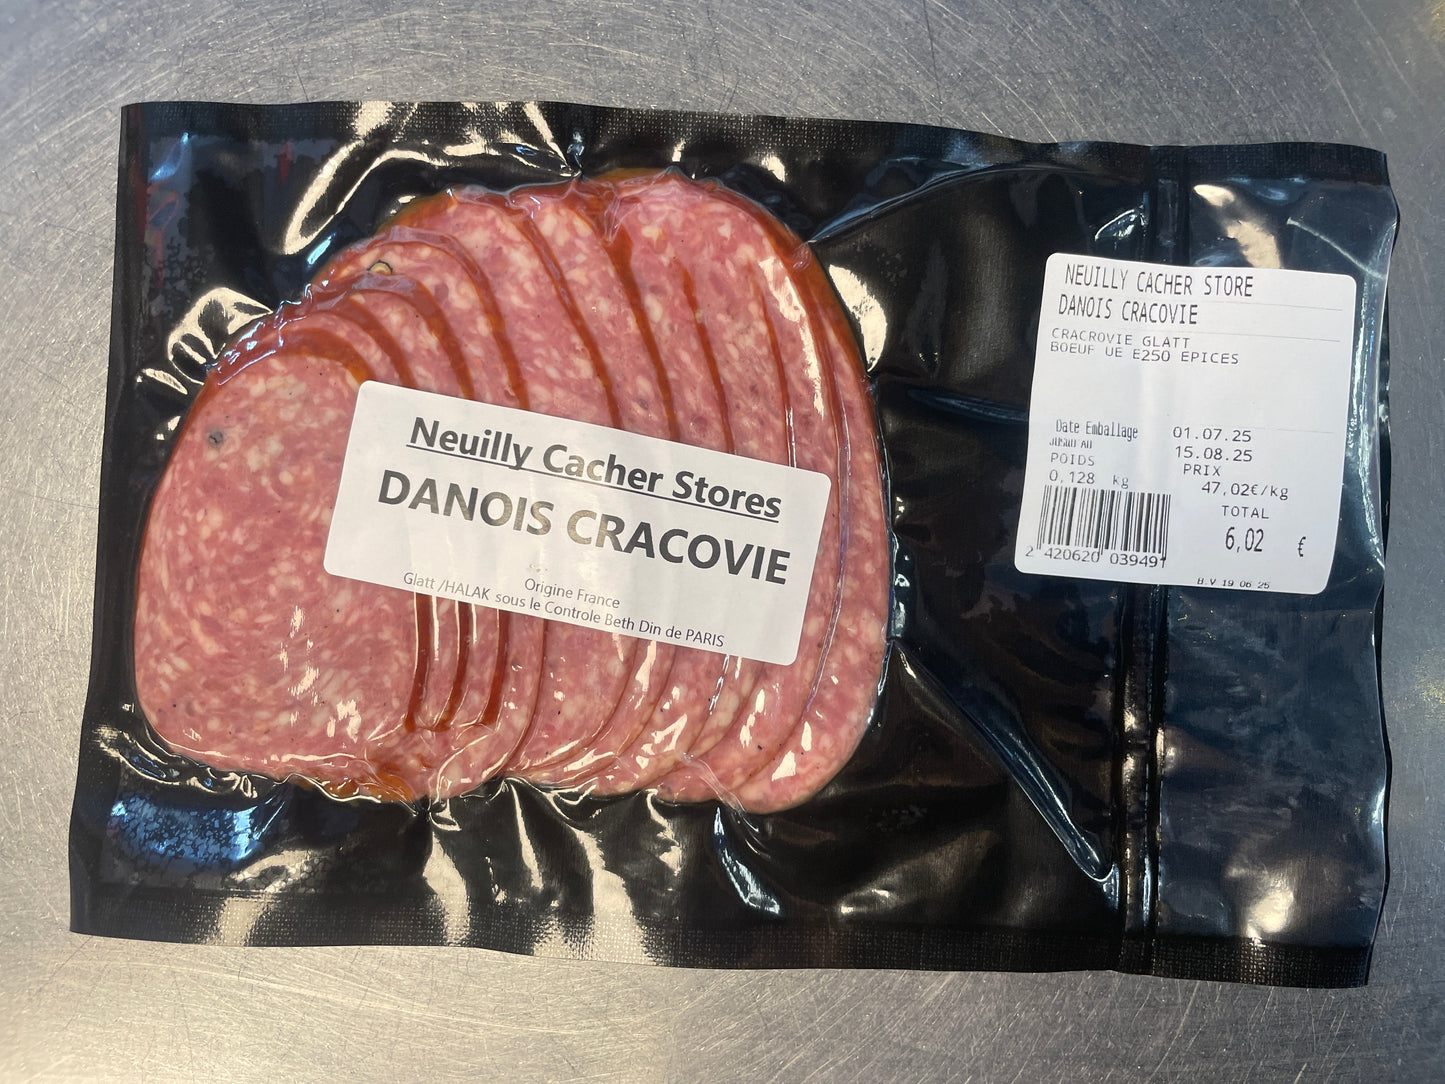 Neuilly Cacher Stores
DANOIS CRACOVIE
Origine France
Glatt /HALAK sous le Controle Beth Din de PARIS
NEUILLY CACHER STORE
DANOIS CRACOVIE
CRACROVIE GLATT
BOEUF UE E250 EPICES
Date Emballage 01.07.25
JUSQU AU 15.08.25
POIDS PRIX
0,128 kg 47,02€/kg
TOTAL
6,02 €
2 420620 039491
B.V 19 06 25